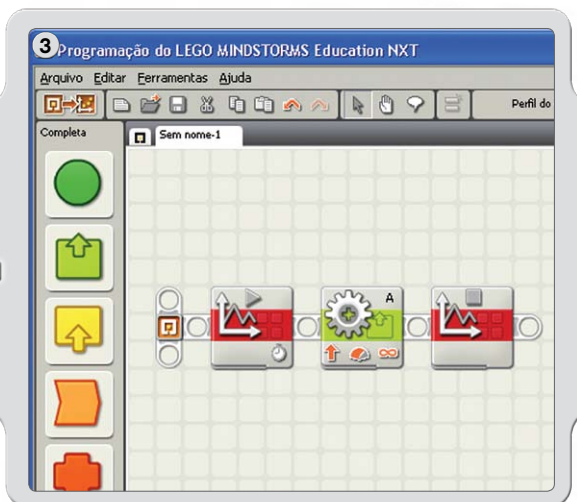 3
Programação do LEGO MINDSTORMS Education NXT
Arquivo Editar Ferramentas Ajuda
Perfil do
Completa
Sem nome-1
A